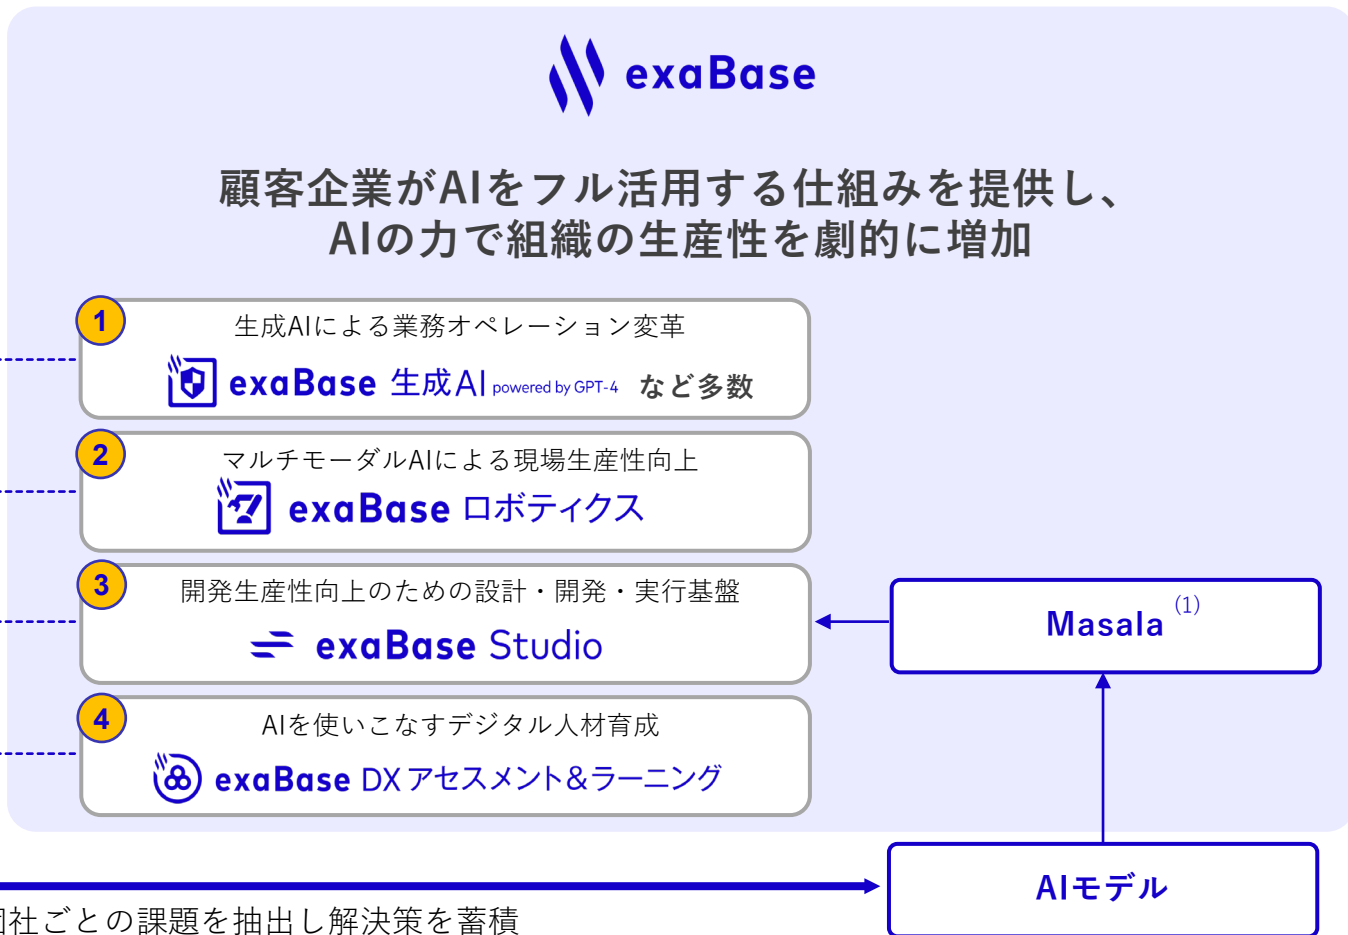 exaBase
顧客企業がAIをフル活用する仕組みを提供し、
AIの力で組織の生産性を劇的に増加
1
生成AIによる業務オペレーション変革
exaBase 生成AI powered by GPT-4 など多数
2
マルチモーダルAIによる現場生産性向上
exaBase ロボティクス
3
開発生産性向上のための設計・開発・実行基盤
exaBase Studio
Masala (1)
4
AIを使いこなすデジタル人材育成
exaBase DXアセスメント&ラーニング
AIモデル
社ごとの課題を抽出し解決策を蓄積